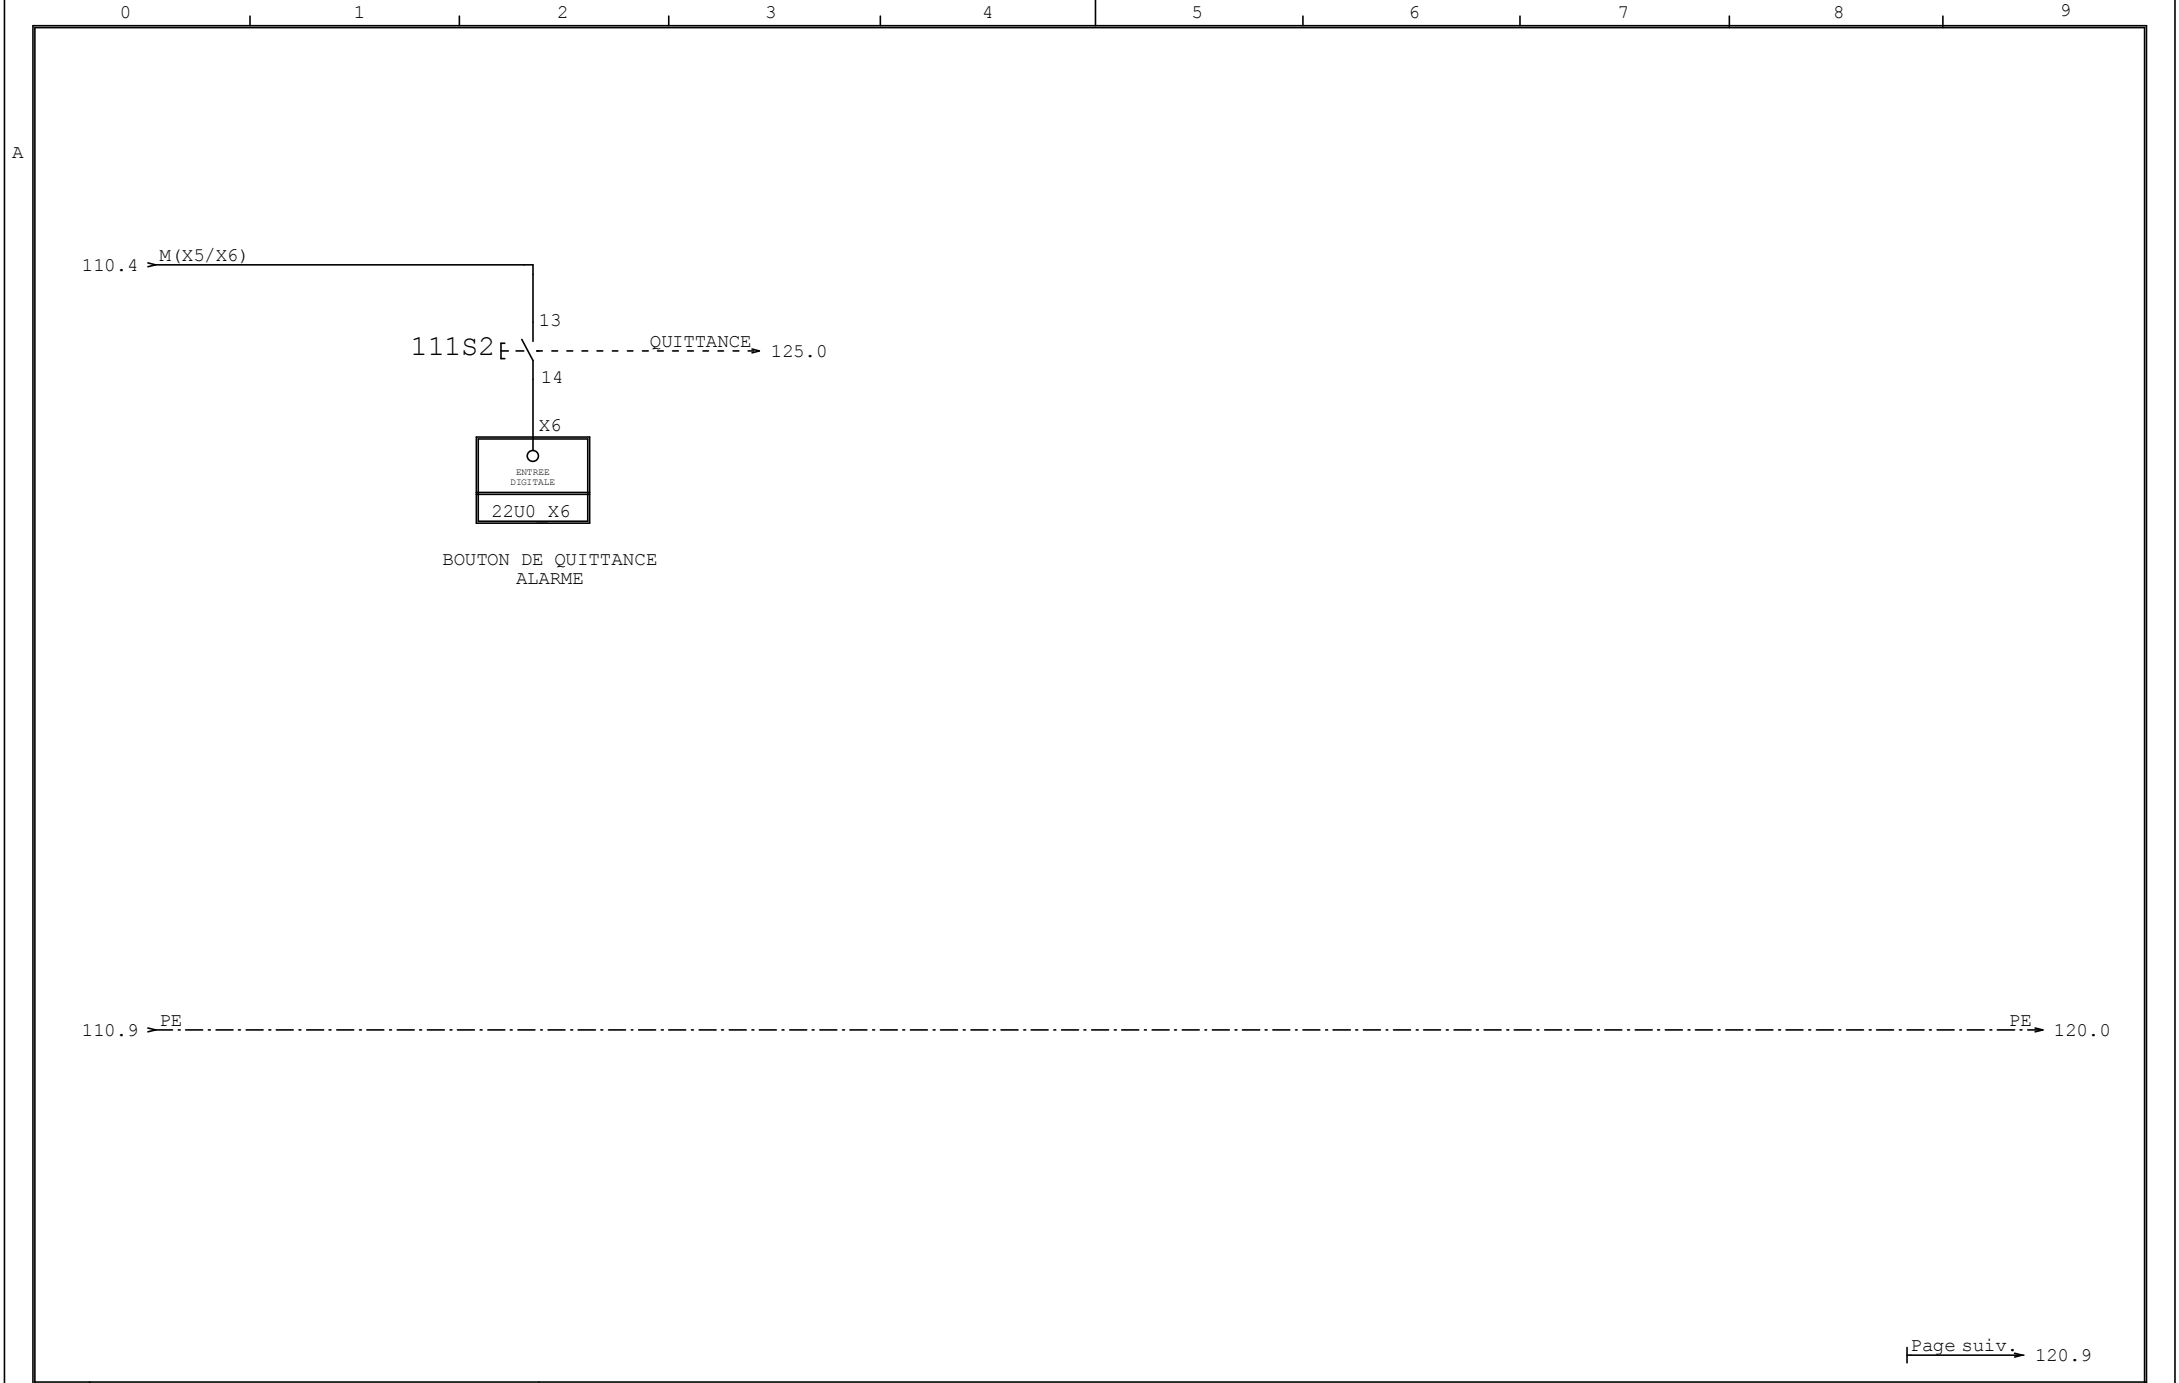 0 1 2 3 4 5 6 7 8 9
A
110.4 M(X5/X6)
13
111S2 QUITTANCE 125.0
14
X6
ENTREE
DIGITALE
22U0 X6
BOUTON DE QUITTANCE
ALARME
110.9 PE PE 120.0
Page suiv. 120.9